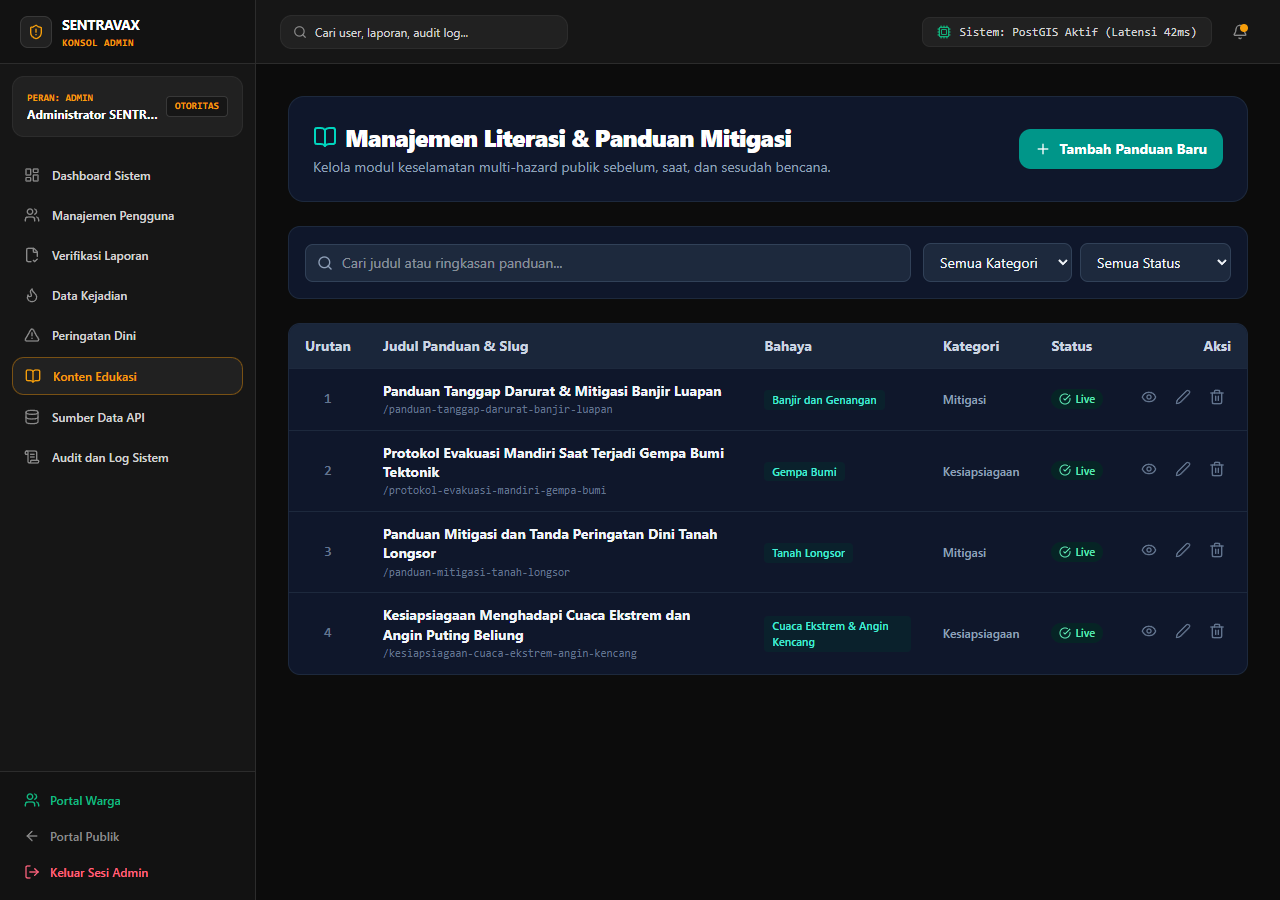 SENTRAVAX
KONSOL ADMIN
Cari user, laporan, audit log...
Sistem: PostGIS Aktif (Latensi 42ms)
PERAN: ADMIN
Administrator SENTR...
OTORITAS
Dashboard Sistem
Manajemen Pengguna
Verifikasi Laporan
Data Kejadian
Peringatan Dini
Konten Edukasi
Sumber Data API
Audit dan Log Sistem
Portal Warga
Portal Publik
Keluar Sesi Admin
Manajemen Literasi & Panduan Mitigasi
Kelola modul keselamatan multi-hazard publik sebelum, saat, dan sesudah bencana.
Tambah Panduan Baru
Cari judul atau ringkasan panduan...
Semua Kategori
Semua Status
Urutan Judul Panduan & Slug Bahaya Kategori Status Aksi
1 Panduan Tanggap Darurat & Mitigasi Banjir Luapan
/panduan-tanggap-darurat-banjir-luapan
Banjir dan Genangan Mitigasi Live
2 Protokol Evakuasi Mandiri Saat Terjadi Gempa Bumi
Tektonik
/protokol-evakuasi-mandiri-gempa-bumi
Gempa Bumi Kesiapsiagaan Live
3 Panduan Mitigasi dan Tanda Peringatan Dini Tanah
Longsor
/panduan-mitigasi-tanah-longsor
Tanah Longsor Mitigasi Live
4 Kesiapsiagaan Menghadapi Cuaca Ekstrem dan
Angin Puting Beliung
/kesiapsiagaan-cuaca-ekstrem-angin-kencang
Cuaca Ekstrem & Angin
Kencang
Kesiapsiagaan Live